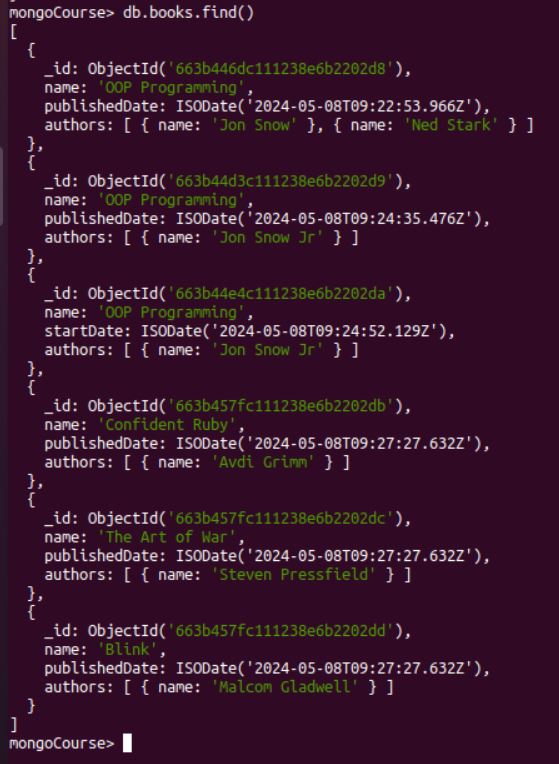 mongoCourse> db.books.find()
[
  {
    _id: ObjectId('663b446dc111238e6b2202d8'),
    name: 'OOP Programming',
    publishedDate: ISODate('2024-05-08T09:22:53.966Z'),
    authors: [ { name: 'Jon Snow' }, { name: 'Ned Stark' } ]
  },
  {
    _id: ObjectId('663b44d3c111238e6b2202d9'),
    name: 'OOP Programming',
    publishedDate: ISODate('2024-05-08T09:24:35.476Z'),
    authors: [ { name: 'Jon Snow Jr' } ]
  },
  {
    _id: ObjectId('663b44e4c111238e6b2202da'),
    name: 'OOP Programming',
    startDate: ISODate('2024-05-08T09:24:52.129Z'),
    authors: [ { name: 'Jon Snow Jr' } ]
  },
  {
    _id: ObjectId('663b457fc111238e6b2202db'),
    name: 'Confident Ruby',
    publishedDate: ISODate('2024-05-08T09:27:27.632Z'),
    authors: [ { name: 'Avdi Grimm' } ]
  },
  {
    _id: ObjectId('663b457fc111238e6b2202dc'),
    name: 'The Art of War',
    publishedDate: ISODate('2024-05-08T09:27:27.632Z'),
    authors: [ { name: 'Steven Pressfield' } ]
  },
  {
    _id: ObjectId('663b457fc111238e6b2202dd'),
    name: 'Blink',
    publishedDate: ISODate('2024-05-08T09:27:27.632Z'),
    authors: [ { name: 'Malcom Gladwell' } ]
  }
]
mongoCourse>